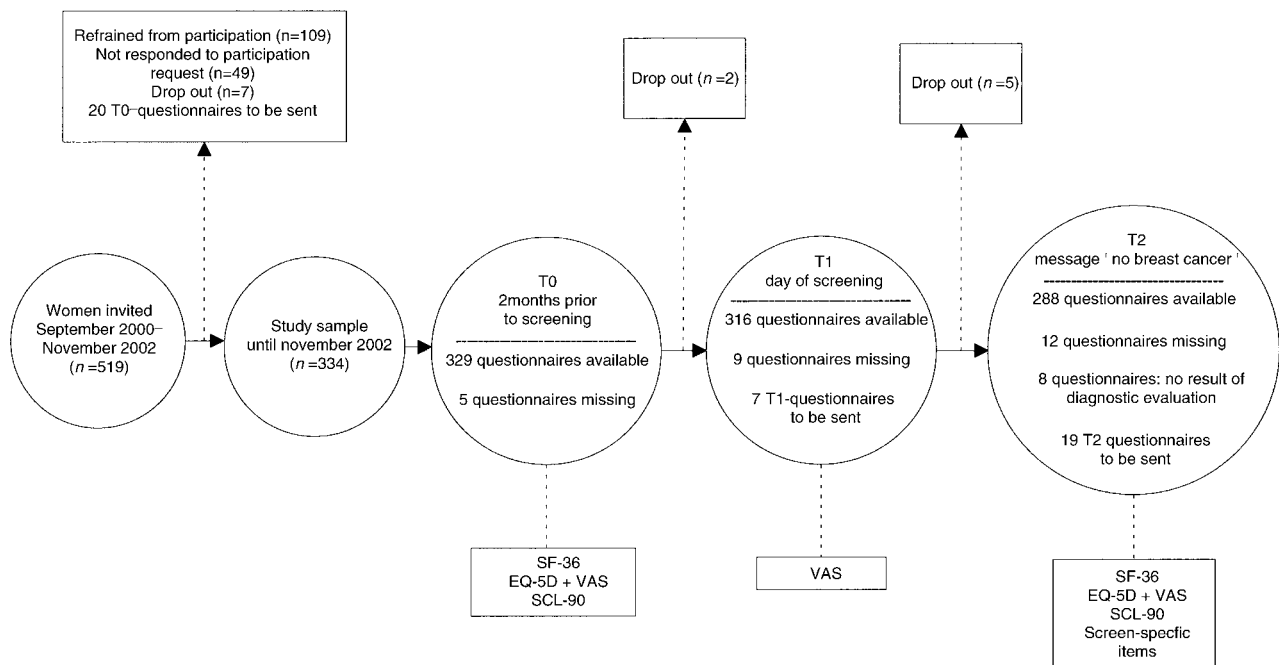 Refrained from participation (n=109)
Not responded to participation
request (n=49)
Drop out (n=7)
20 T0–questionnaires to be sent
Drop out (n=2)
Drop out (n=5)
Women invited
September 2000–
November 2002
(n=519)
Study sample
until november 2002
(n=334)
T0
2months prior
to screening
329 questionnaires available
5 questionnaires missing
T1
day of screening
316 questionnaires available
9 questionnaires missing
7 T1-questionnaires
to be sent
T2
message ' no breast cancer '
288 questionnaires available
12 questionnaires missing
8 questionnaires: no result of
diagnostic evaluation
19 T2 questionnaires
to be sent
SF-36
EQ-5D + VAS
SCL-90
VAS
SF-36
EQ-5D + VAS
SCL-90
Screen-specfic
items